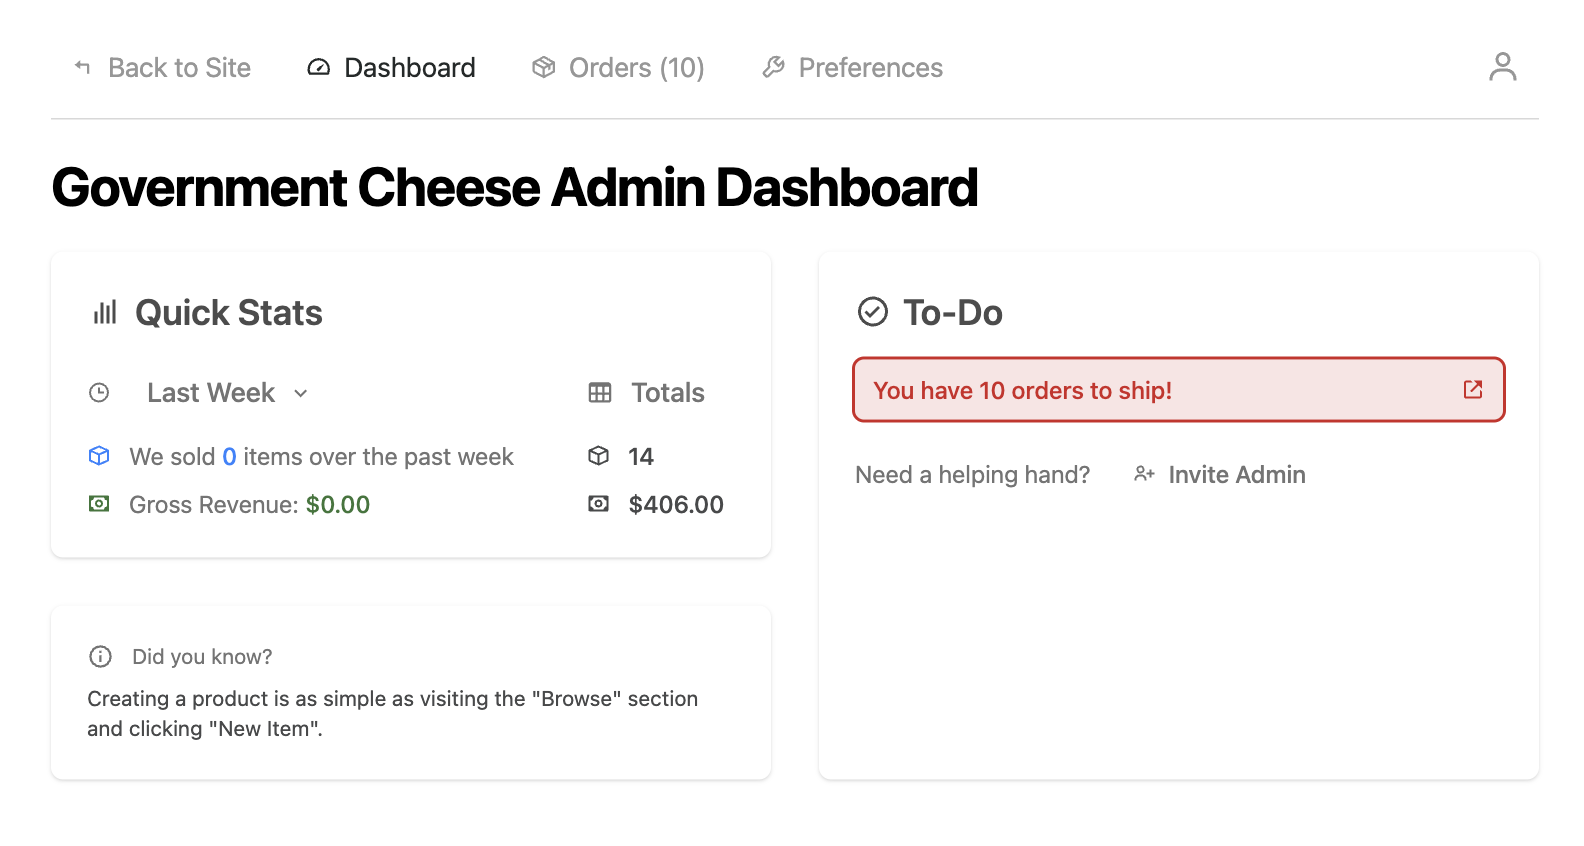 Back to Site Dashboard Orders (10) Preferences
Government Cheese Admin Dashboard
Quick Stats
Last Week Totals
We sold 0 items over the past week 14
Gross Revenue: $0.00 $406.00
Did you know?
Creating a product is as simple as visiting the "Browse" section
and clicking "New Item".
To-Do
You have 10 orders to ship!
Need a helping hand? Invite Admin